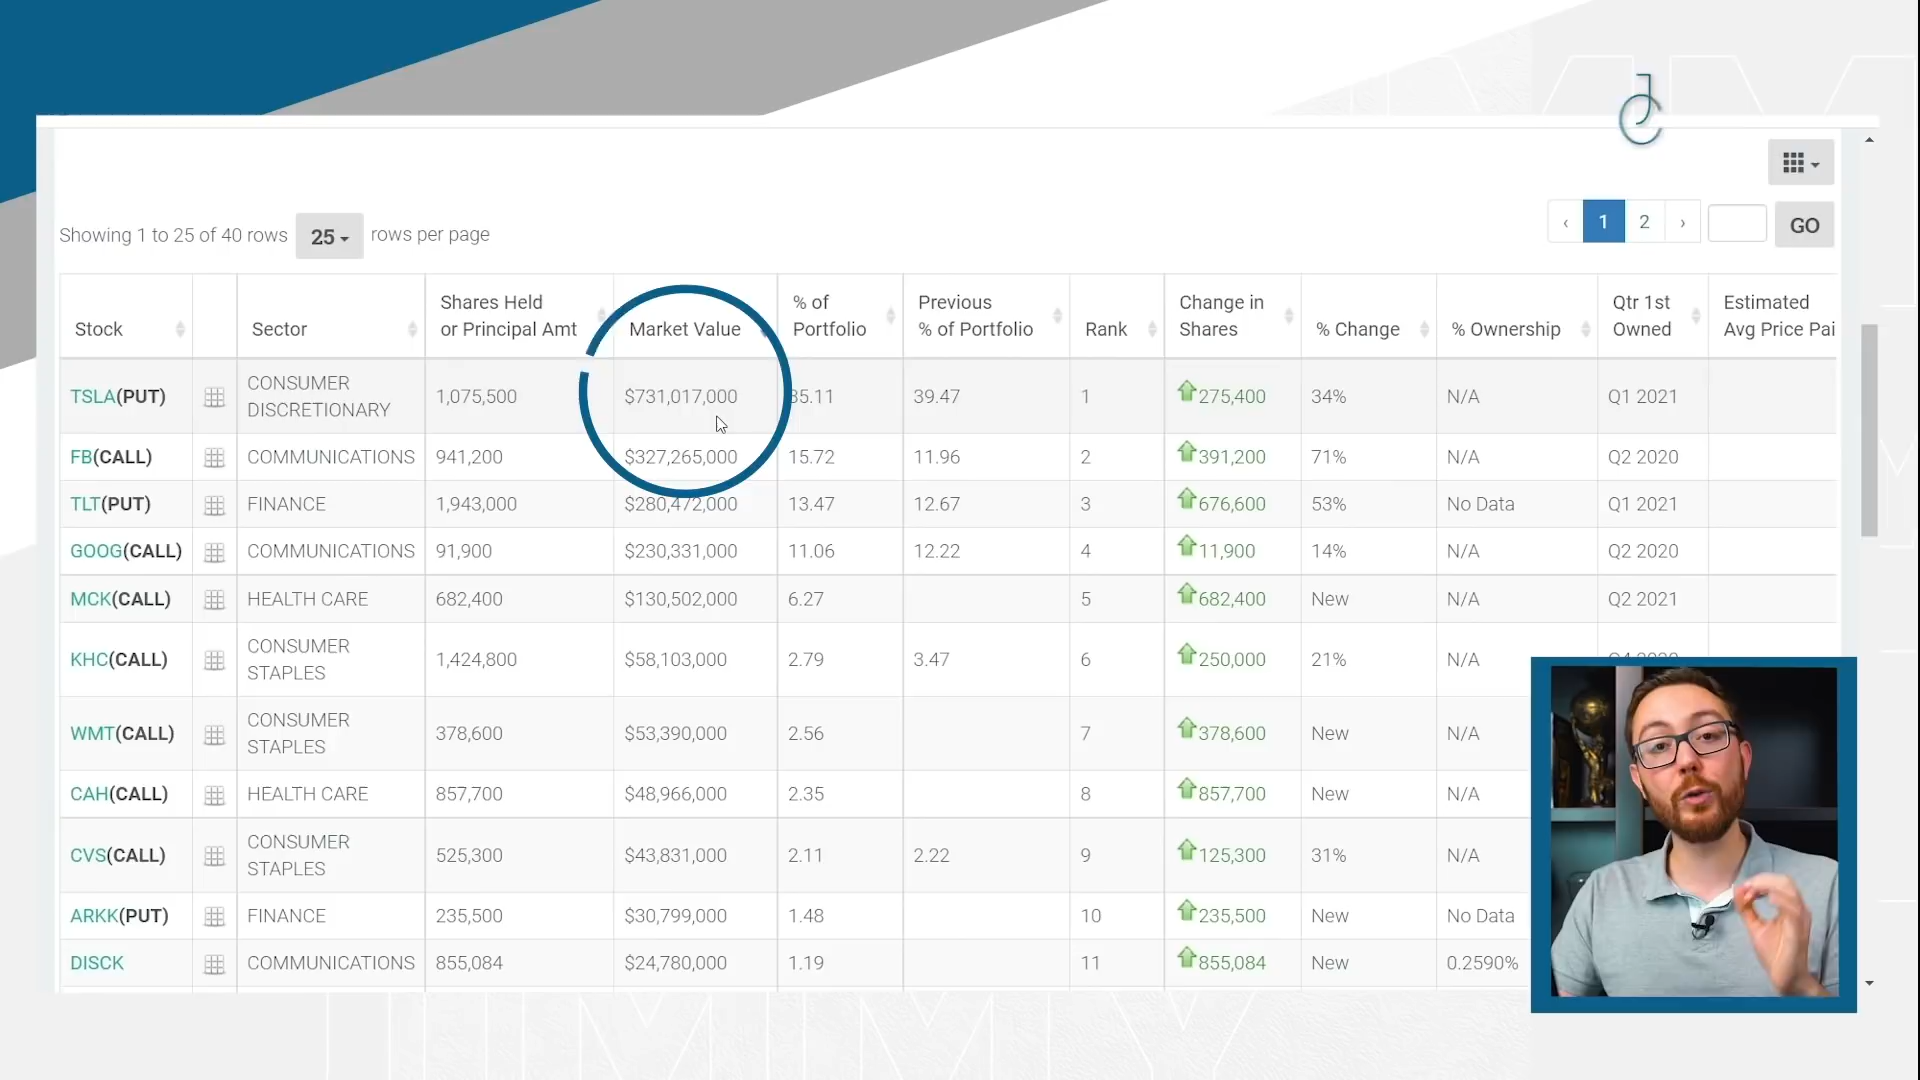 Showing 1 to 25 of 40 rows 25 rows per page
‹ 1 2 › GO
Stock Sector Shares Held or Principal Amt Market Value % of Portfolio Previous % of Portfolio Rank Change in Shares % Change % Ownership Qtr 1st Owned Estimated Avg Price Pai
TSLA(PUT) CONSUMER DISCRETIONARY 1,075,500 $731,017,000 35.11 39.47 1 275,400 34% N/A Q1 2021
FB(CALL) COMMUNICATIONS 941,200 $327,265,000 15.72 11.96 2 391,200 71% N/A Q2 2020
TLT(PUT) FINANCE 1,943,000 $280,472,000 13.47 12.67 3 676,600 53% No Data Q1 2021
GOOG(CALL) COMMUNICATIONS 91,900 $230,331,000 11.06 12.22 4 11,900 14% N/A Q2 2020
MCK(CALL) HEALTH CARE 682,400 $130,502,000 6.27 5 682,400 New N/A Q2 2021
KHC(CALL) CONSUMER STAPLES 1,424,800 $58,103,000 2.79 3.47 6 250,000 21% N/A
WMT(CALL) CONSUMER STAPLES 378,600 $53,390,000 2.56 7 378,600 New N/A
CAH(CALL) HEALTH CARE 857,700 $48,966,000 2.35 8 857,700 New N/A
CVS(CALL) CONSUMER STAPLES 525,300 $43,831,000 2.11 2.22 9 125,300 31% N/A
ARKK(PUT) FINANCE 235,500 $30,799,000 1.48 10 235,500 New No Data
DISCK COMMUNICATIONS 855,084 $24,780,000 1.19 11 855,084 New 0.2590%